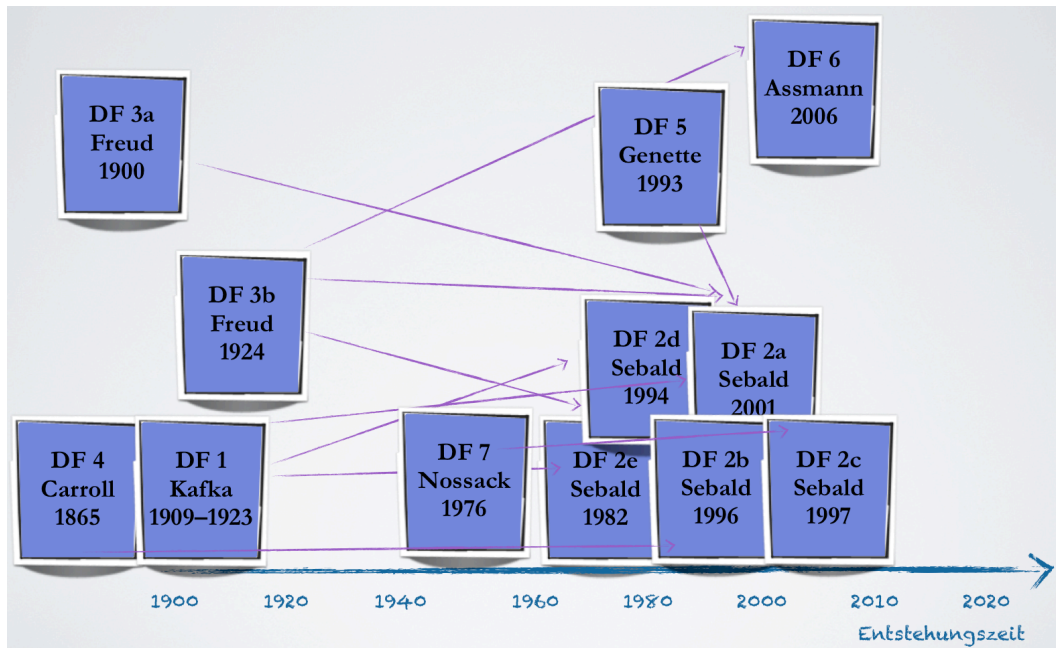 DF 6
Assmann
2006
DF 3a
Freud
1900
DF 5
Genette
1993
DF 3b
Freud
1924
DF 2d
Sebald
1994
DF 2a
Sebald
2001
DF 4
Carroll
1865
DF 1
Kafka
1909–1923
DF 7
Nossack
1976
DF 2e
Sebald
1982
DF 2b
Sebald
1996
DF 2c
Sebald
1997
1900 1920 1940 1960 1980 2000 2010 2020
Entstehungszeit